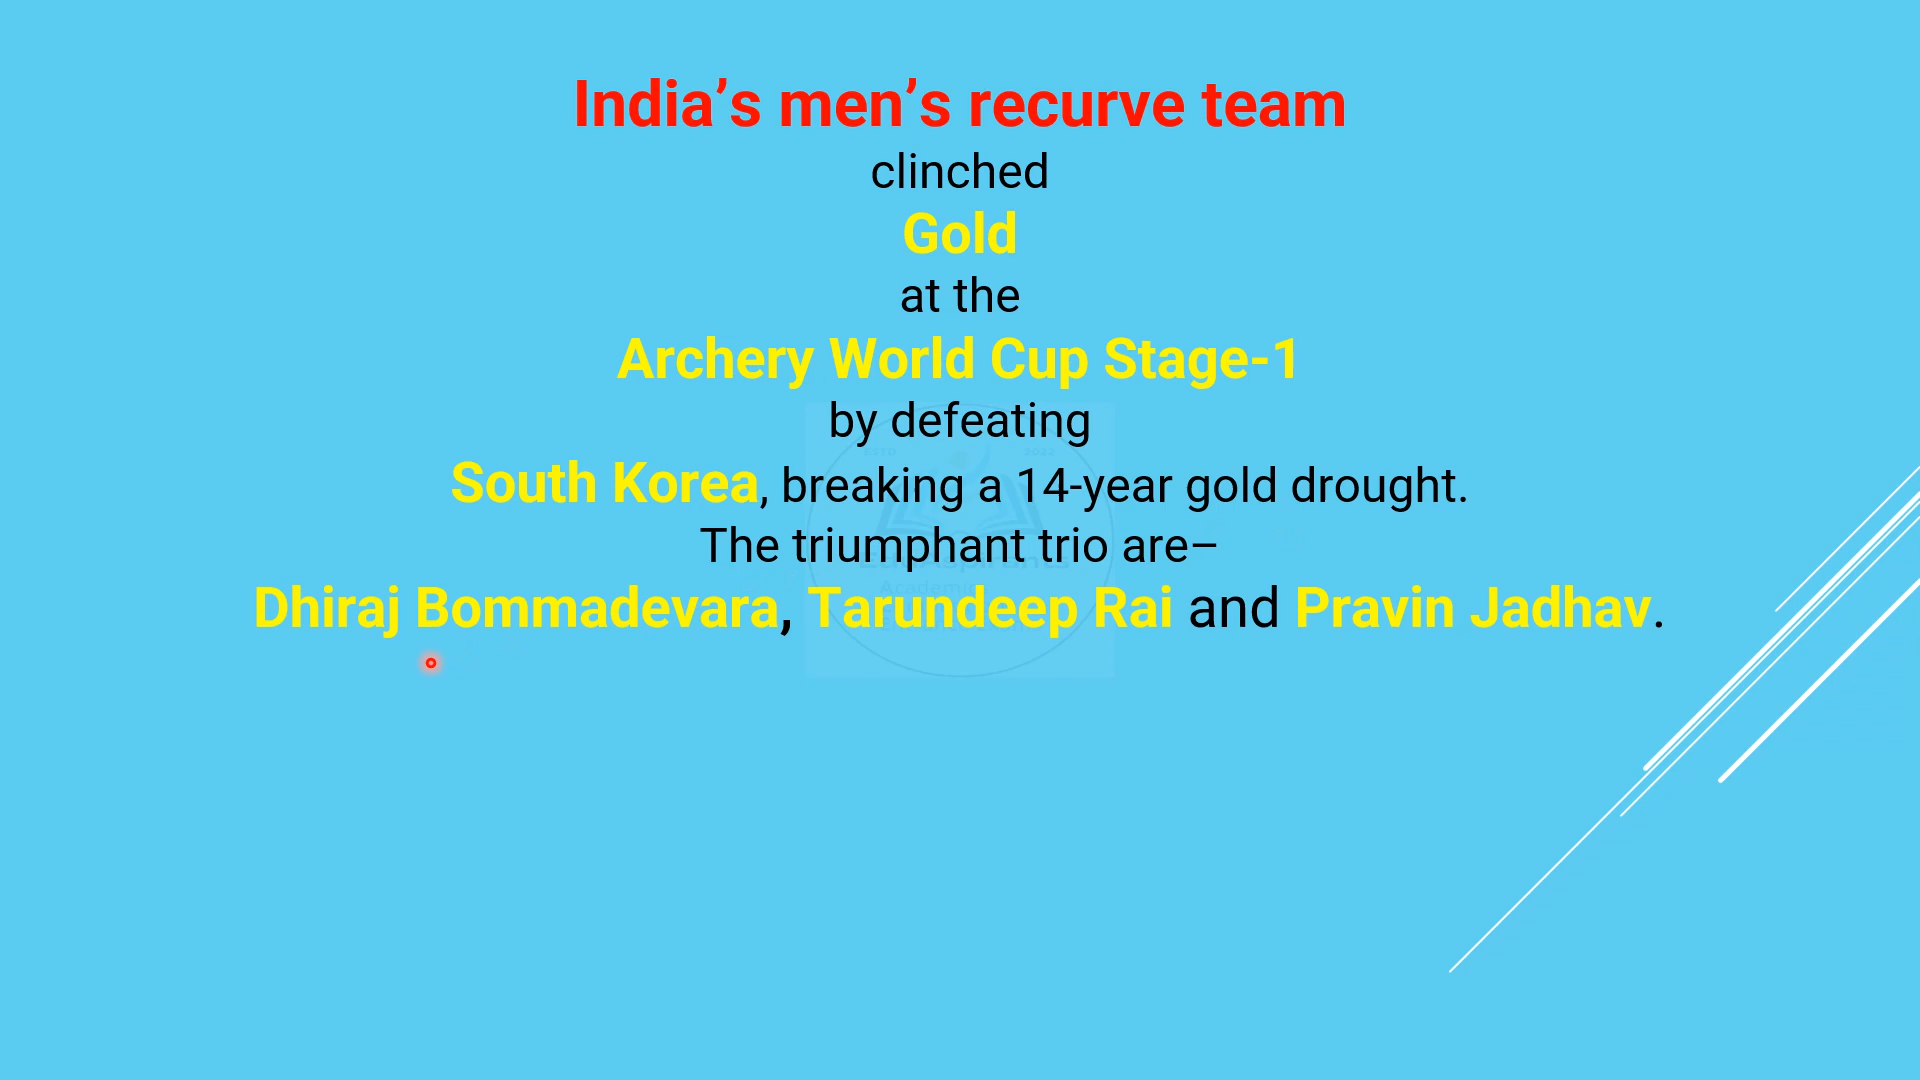 India’s men’s recurve team
clinched
Gold
at the
Archery World Cup Stage-1
by defeating
South Korea, breaking a 14-year gold drought.
The triumphant trio are–
Dhiraj Bommadevara, Tarundeep Rai and Pravin Jadhav.